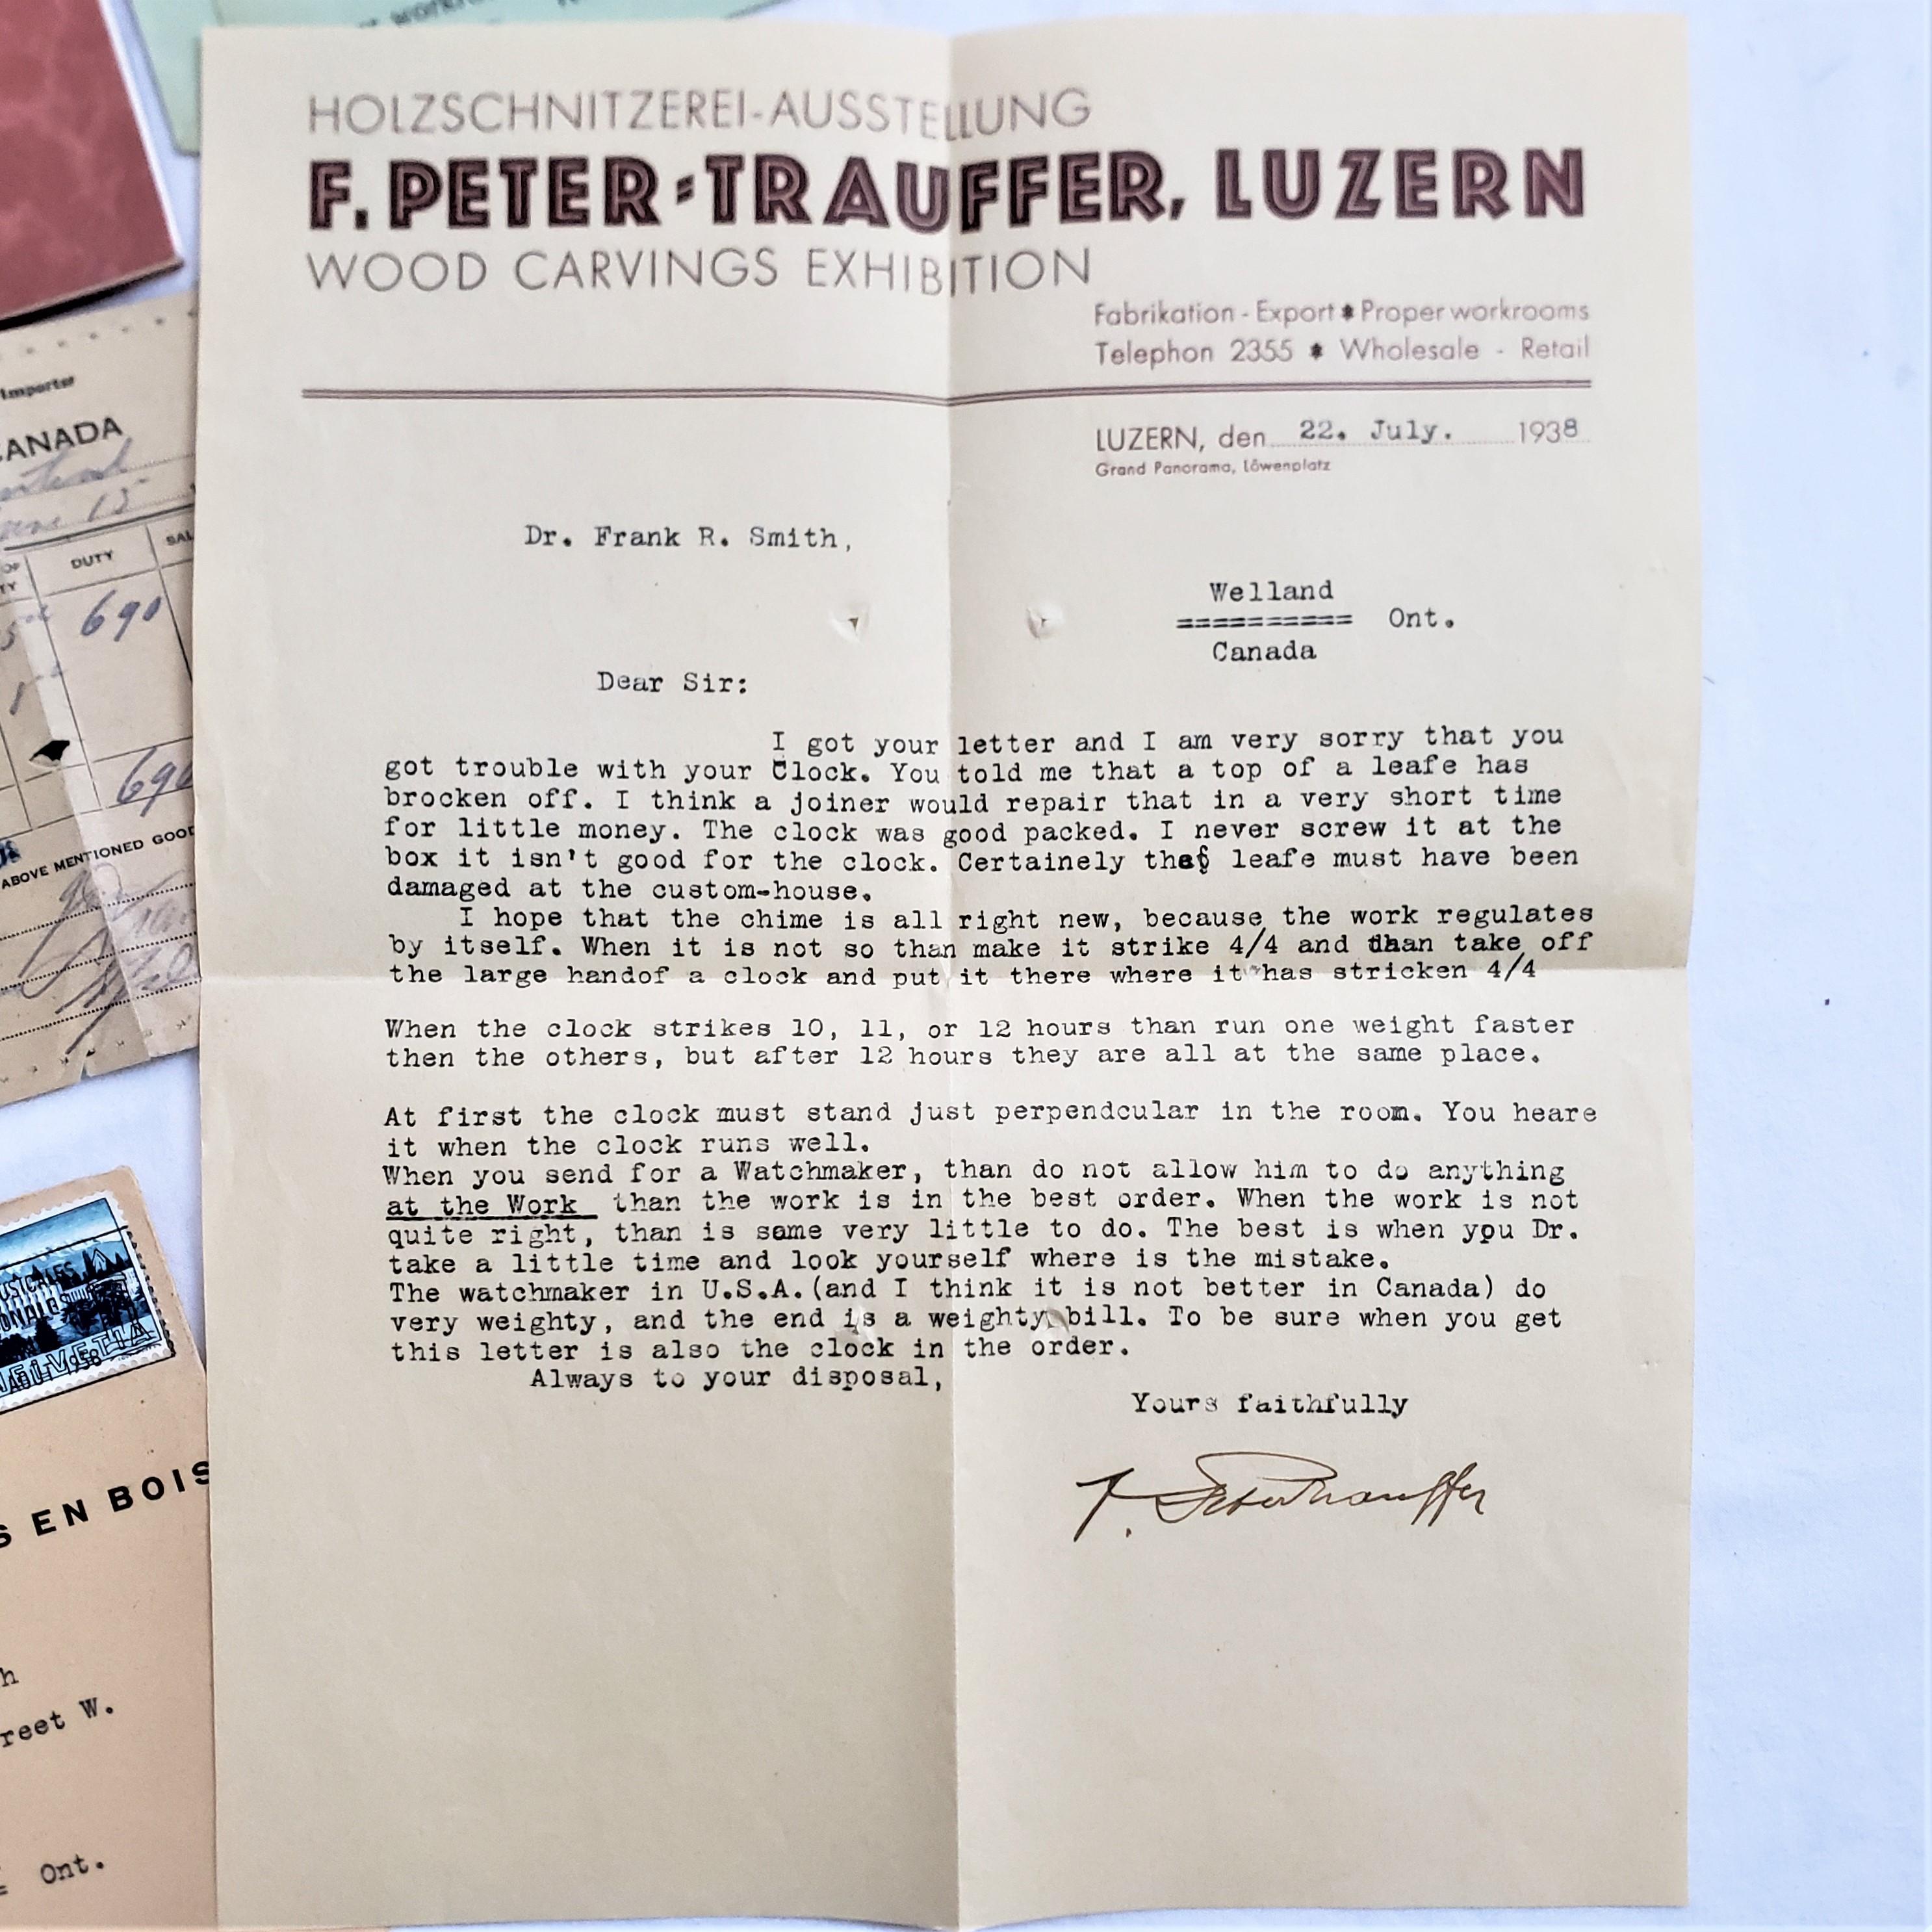 HOLZSCHNITZEREI-AUSSTELLUNG
F. PETER-TRAUFFER, LUZERN
WOOD CARVINGS EXHIBITION
Fabrikation - Export * Proper workrooms
Telephon 2355 * Wholesale - Retail
LUZERN, den 22. July. 1938
Grand Panorama, Löwenplatz
Dr. Frank R. Smith,
Welland
========== Ont.
Canada
Dear Sir:
I got your letter and I am very sorry that you
got trouble with your Clock. You told me that a top of a leafe has
brocken off. I think a joiner would repair that in a very short time
for little money. The clock was good packed. I never screw it at the
box it isn't good for the clock. Certainely that leafe must have been
damaged at the custom-house.
I hope that the chime is all right new, because the work regulates
by itself. When it is not so than make it strike 4/4 and than take off
the large handof a clock and put it there where it has stricken 4/4
When the clock strikes 10, 11, or 12 hours than run one weight faster
then the others, but after 12 hours they are all at the same place.
At first the clock must stand just perpendcular in the room. You heare
it when the clock runs well.
When you send for a Watchmaker, than do not allow him to do anything
at the Work than the work is in the best order. When the work is not
quite right, than is same very little to do. The best is when you Dr.
take a little time and look yourself where is the mistake.
The watchmaker in U.S.A.(and I think it is not better in Canada) do
very weighty, and the end is a weighty bill. To be sure when you get
this letter is also the clock in the order.
Always to your disposal,
Yours faithfully
F. Peter Trauffer
Importer
CANADA
15
DUTY
690
690
ABOVE MENTIONED GOOD
HELVETIA
S EN BOIS
h
reet W.
Ont.